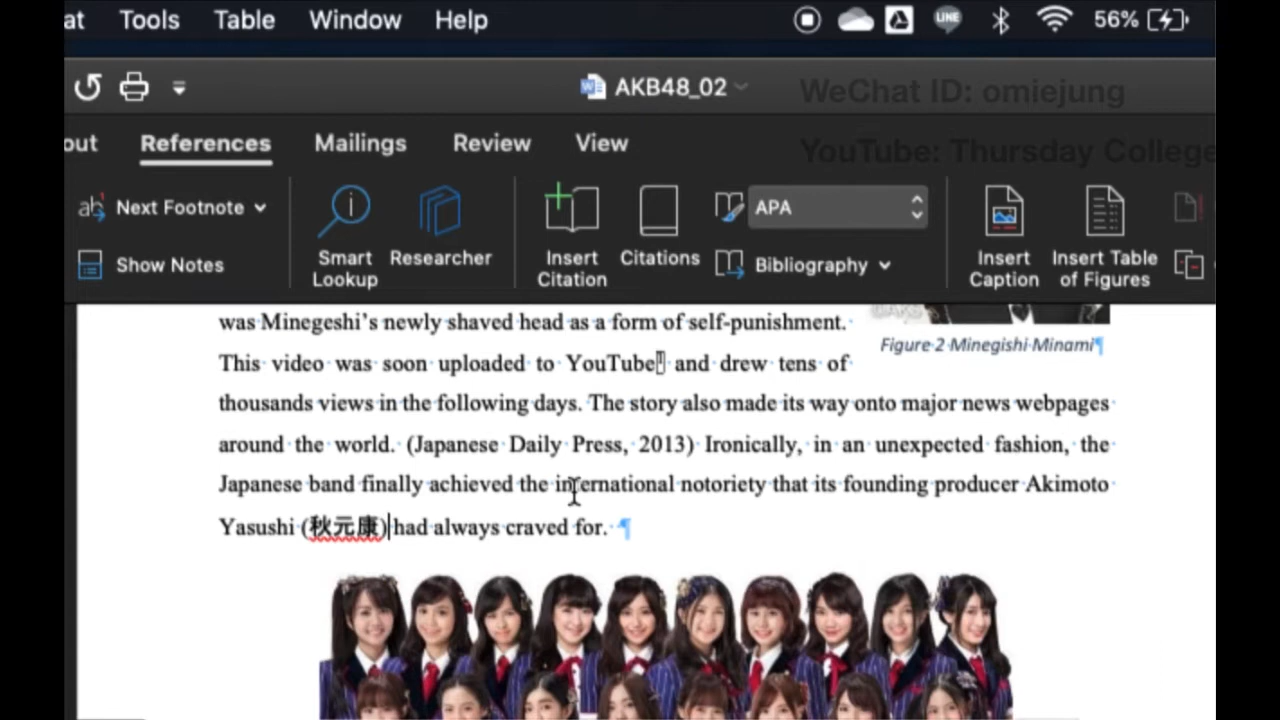 at Tools Table Window Help LINE 56%
AKB48_02
WeChat ID: omiejung
YouTube: Thursday College
out References Mailings Review View
ab Next Footnote
Show Notes
Smart Lookup
Researcher
Insert Citation
Citations
APA
Bibliography
Insert Caption
Insert Table of Figures
was Minegeshi's newly shaved head as a form of self-punishment.
Figure 2 Minegishi Minami¶
This video was soon uploaded to YouTube and drew tens of
thousands views in the following days. The story also made its way onto major news webpages
around the world. (Japanese Daily Press, 2013) Ironically, in an unexpected fashion, the
Japanese band finally achieved the international notoriety that its founding producer Akimoto
Yasushi (秋元康) had always craved for. ¶